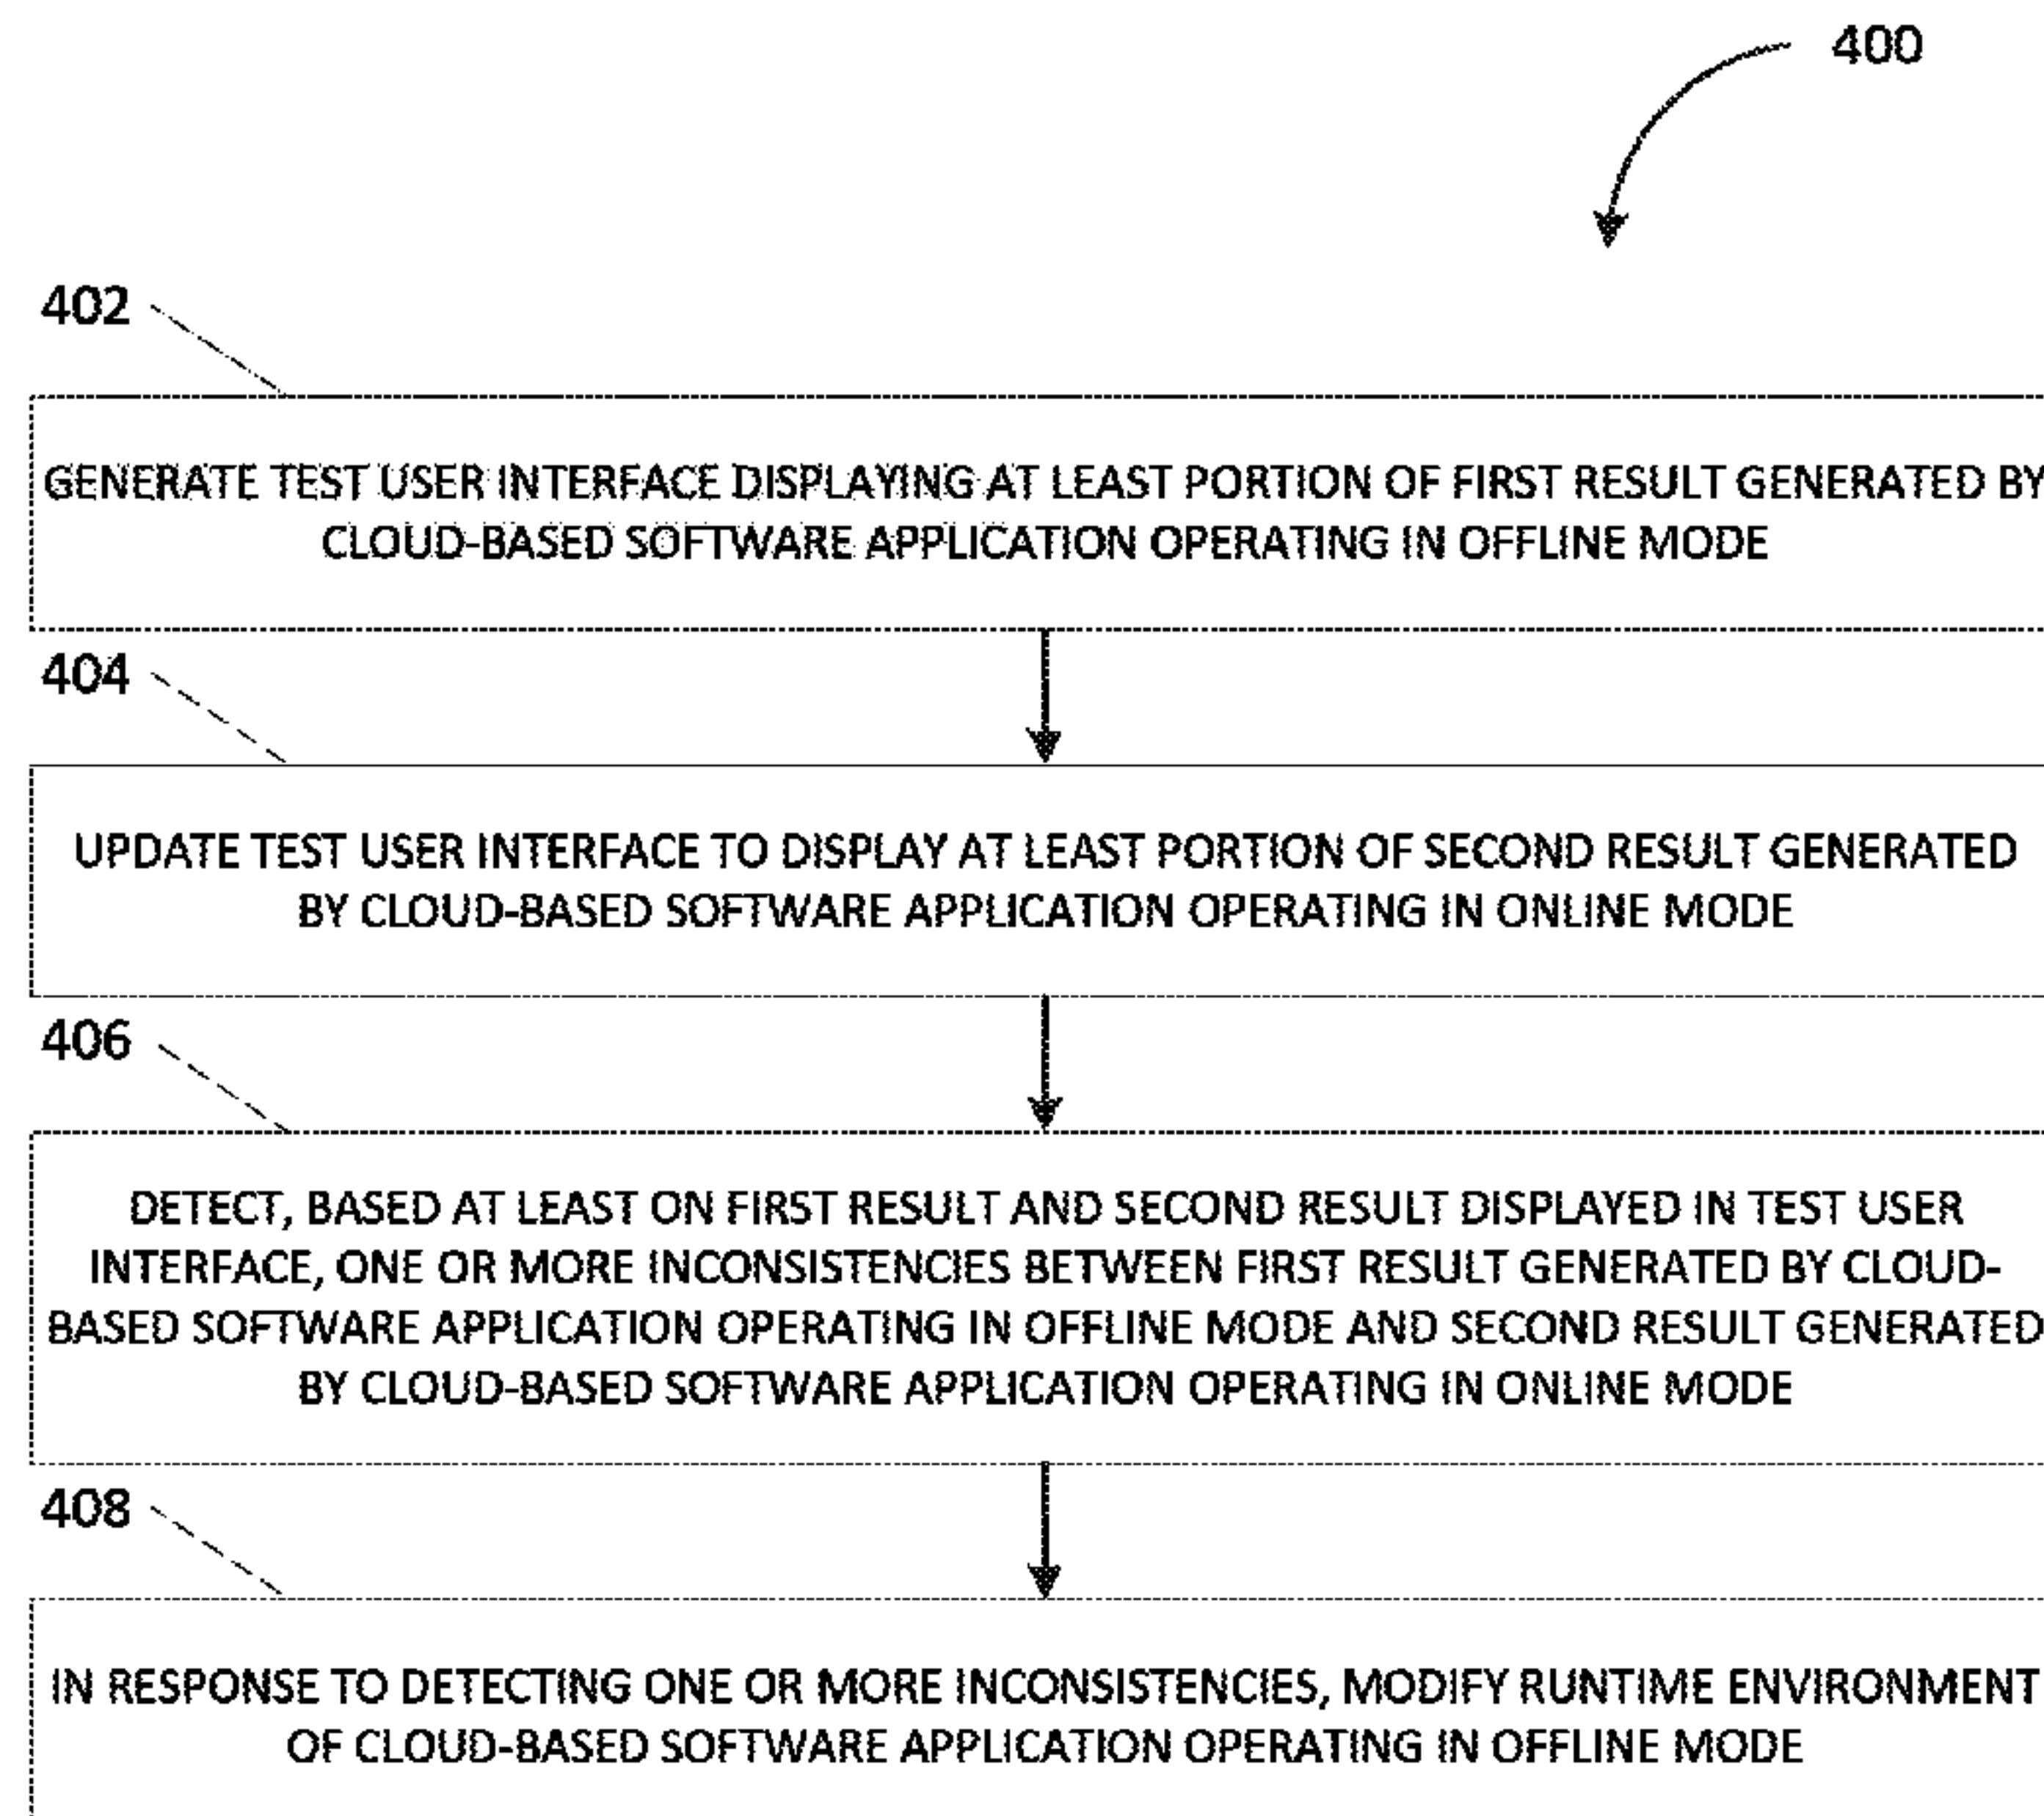 400
402
GENERATE TEST USER INTERFACE DISPLAYING AT LEAST PORTION OF FIRST RESULT GENERATED BY
CLOUD-BASED SOFTWARE APPLICATION OPERATING IN OFFLINE MODE
404
UPDATE TEST USER INTERFACE TO DISPLAY AT LEAST PORTION OF SECOND RESULT GENERATED
BY CLOUD-BASED SOFTWARE APPLICATION OPERATING IN ONLINE MODE
406
DETECT, BASED AT LEAST ON FIRST RESULT AND SECOND RESULT DISPLAYED IN TEST USER
INTERFACE, ONE OR MORE INCONSISTENCIES BETWEEN FIRST RESULT GENERATED BY CLOUD-
BASED SOFTWARE APPLICATION OPERATING IN OFFLINE MODE AND SECOND RESULT GENERATED
BY CLOUD-BASED SOFTWARE APPLICATION OPERATING IN ONLINE MODE
408
IN RESPONSE TO DETECTING ONE OR MORE INCONSISTENCIES, MODIFY RUNTIME ENVIRONMENT
OF CLOUD-BASED SOFTWARE APPLICATION OPERATING IN OFFLINE MODE